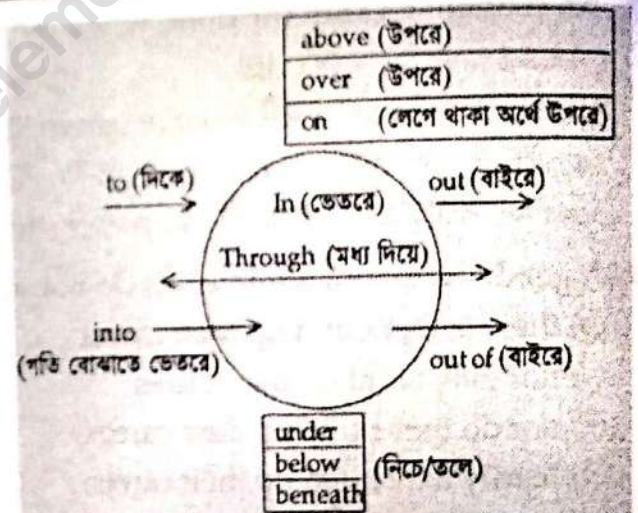 above (উপরে)
over (উপরে)
on (লেগে থাকা অর্থে উপরে)
to (দিকে)
In (ভেতরে)
out (বাইরে)
Through (মধ্য দিয়ে)
into
(গতি বোঝাতে ভেতরে)
out of (বাইরে)
under
below
beneath
(নিচে/তলে)